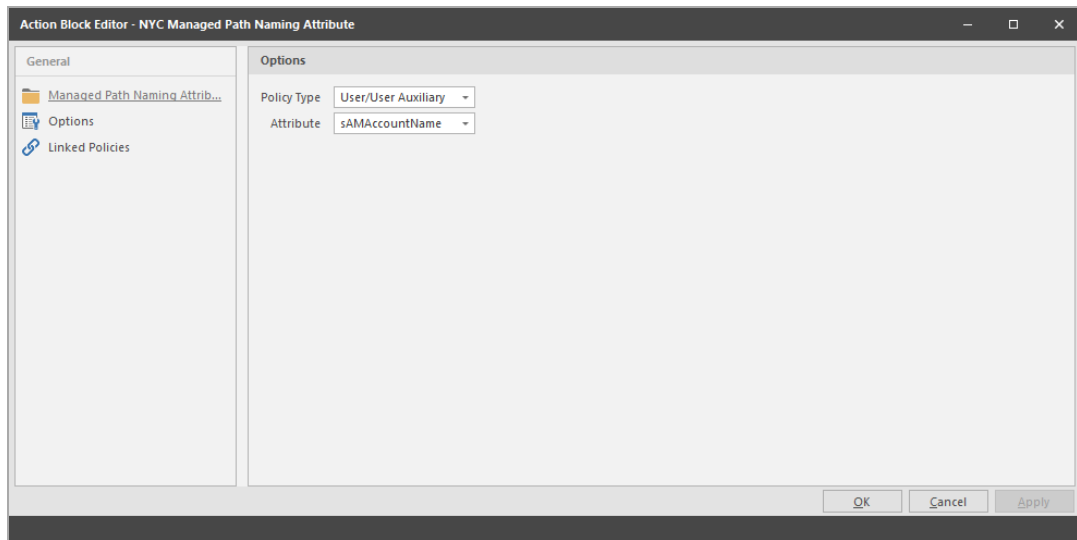 Action Block Editor - NYC Managed Path Naming Attribute
General
Managed Path Naming Attrib...
Options
Linked Policies
Options
Policy Type User/User Auxiliary
Attribute sAMAccountName
OK Cancel Apply